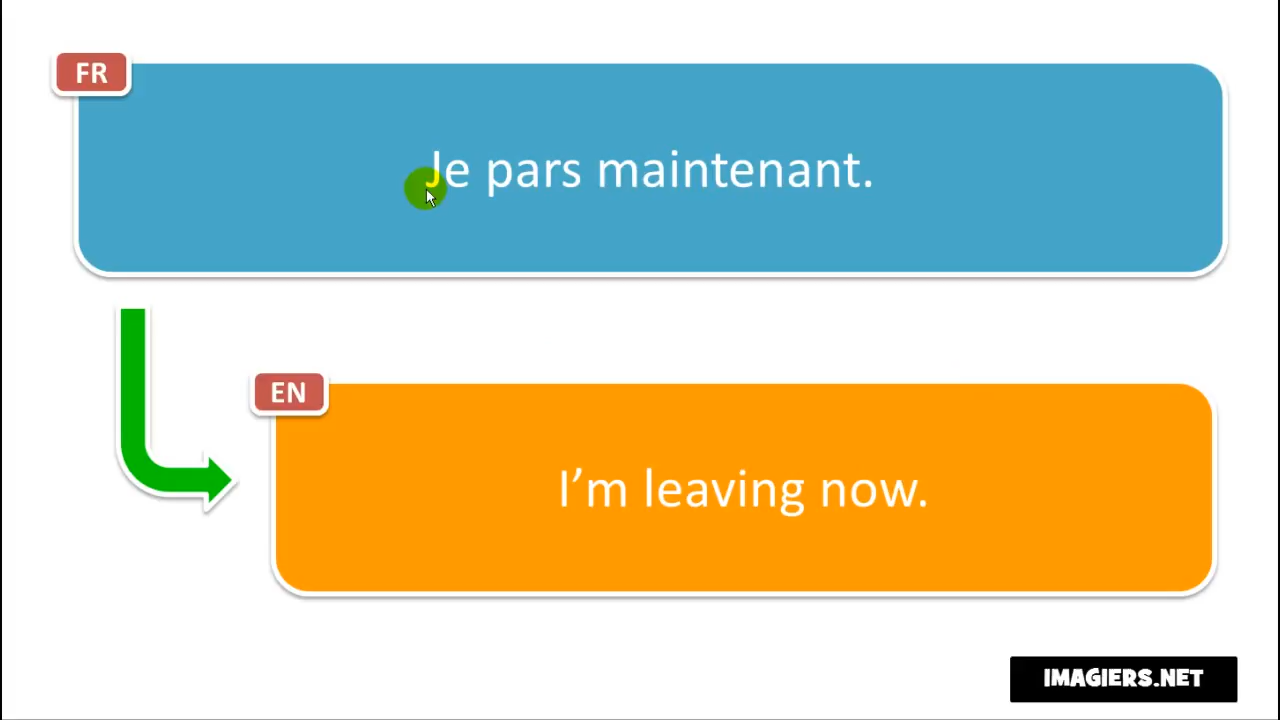 FR
Je pars maintenant.
EN
I’m leaving now.
IMAGIERS.NET